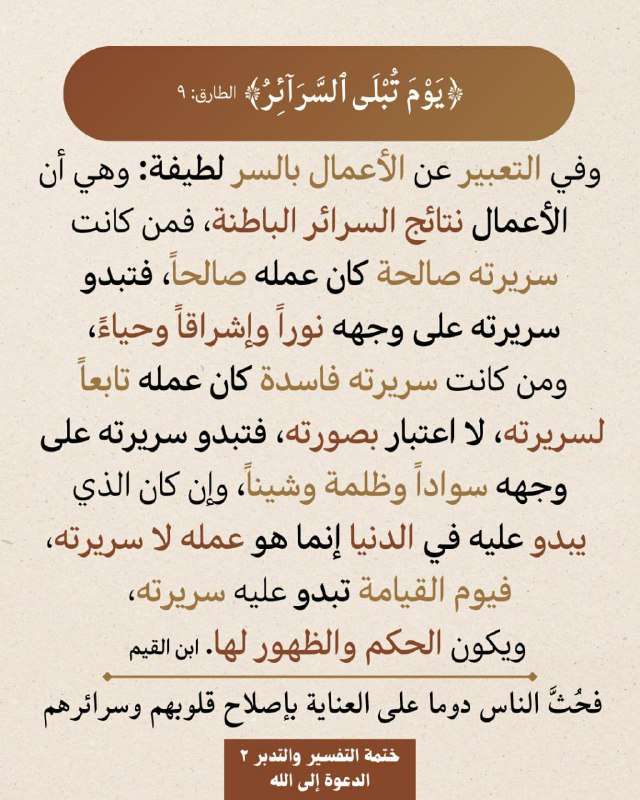 ﴿يَوْمَ تُبْلَى ٱلسَّرَآئِرُ﴾ الطارق: ٩
وفي التعبير عن الأعمال بالسر لطيفة: وهي أن
الأعمال نتائج السرائر الباطنة، فمن كانت
سريرته صالحة كان عمله صالحاً، فتبدو
سريرته على وجهه نوراً وإشراقاً وحياءً،
ومن كانت سريرته فاسدة كان عمله تابعاً
لسريرته، لا اعتبار بصورته، فتبدو سريرته على
وجهه سواداً وظلمة وشيناً، وإن كان الذي
يبدو عليه في الدنيا إنما هو عمله لا سريرته،
فيوم القيامة تبدو عليه سريرته،
ويكون الحكم والظهور لها. ابن القيم
فحُثَّ الناس دوما على العناية بإصلاح قلوبهم وسرائرهم
ختمة التفسير والتدبر ٢
الدعوة إلى الله